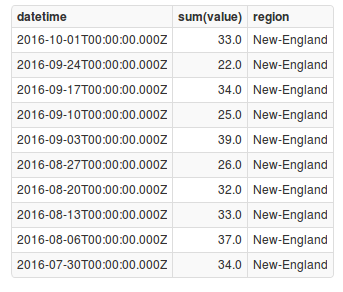 datetime sum(value) region
2016-10-01T00:00:00.000Z 33.0 New-England
2016-09-24T00:00:00.000Z 22.0 New-England
2016-09-17T00:00:00.000Z 34.0 New-England
2016-09-10T00:00:00.000Z 25.0 New-England
2016-09-03T00:00:00.000Z 39.0 New-England
2016-08-27T00:00:00.000Z 26.0 New-England
2016-08-20T00:00:00.000Z 32.0 New-England
2016-08-13T00:00:00.000Z 33.0 New-England
2016-08-06T00:00:00.000Z 37.0 New-England
2016-07-30T00:00:00.000Z 34.0 New-England